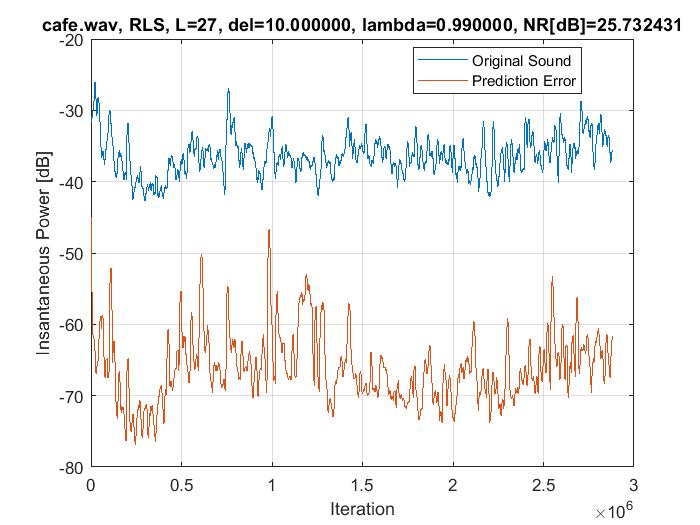 cafe.wav, RLS, L=27, del=10.000000, lambda=0.990000, NR[dB]=25.732431
-20
Original Sound
Prediction Error
-30
-40
-50
-60
-70
-80
Insantaneous Power [dB]
0 0.5 1 1.5 2 2.5 3
Iteration
×10^6